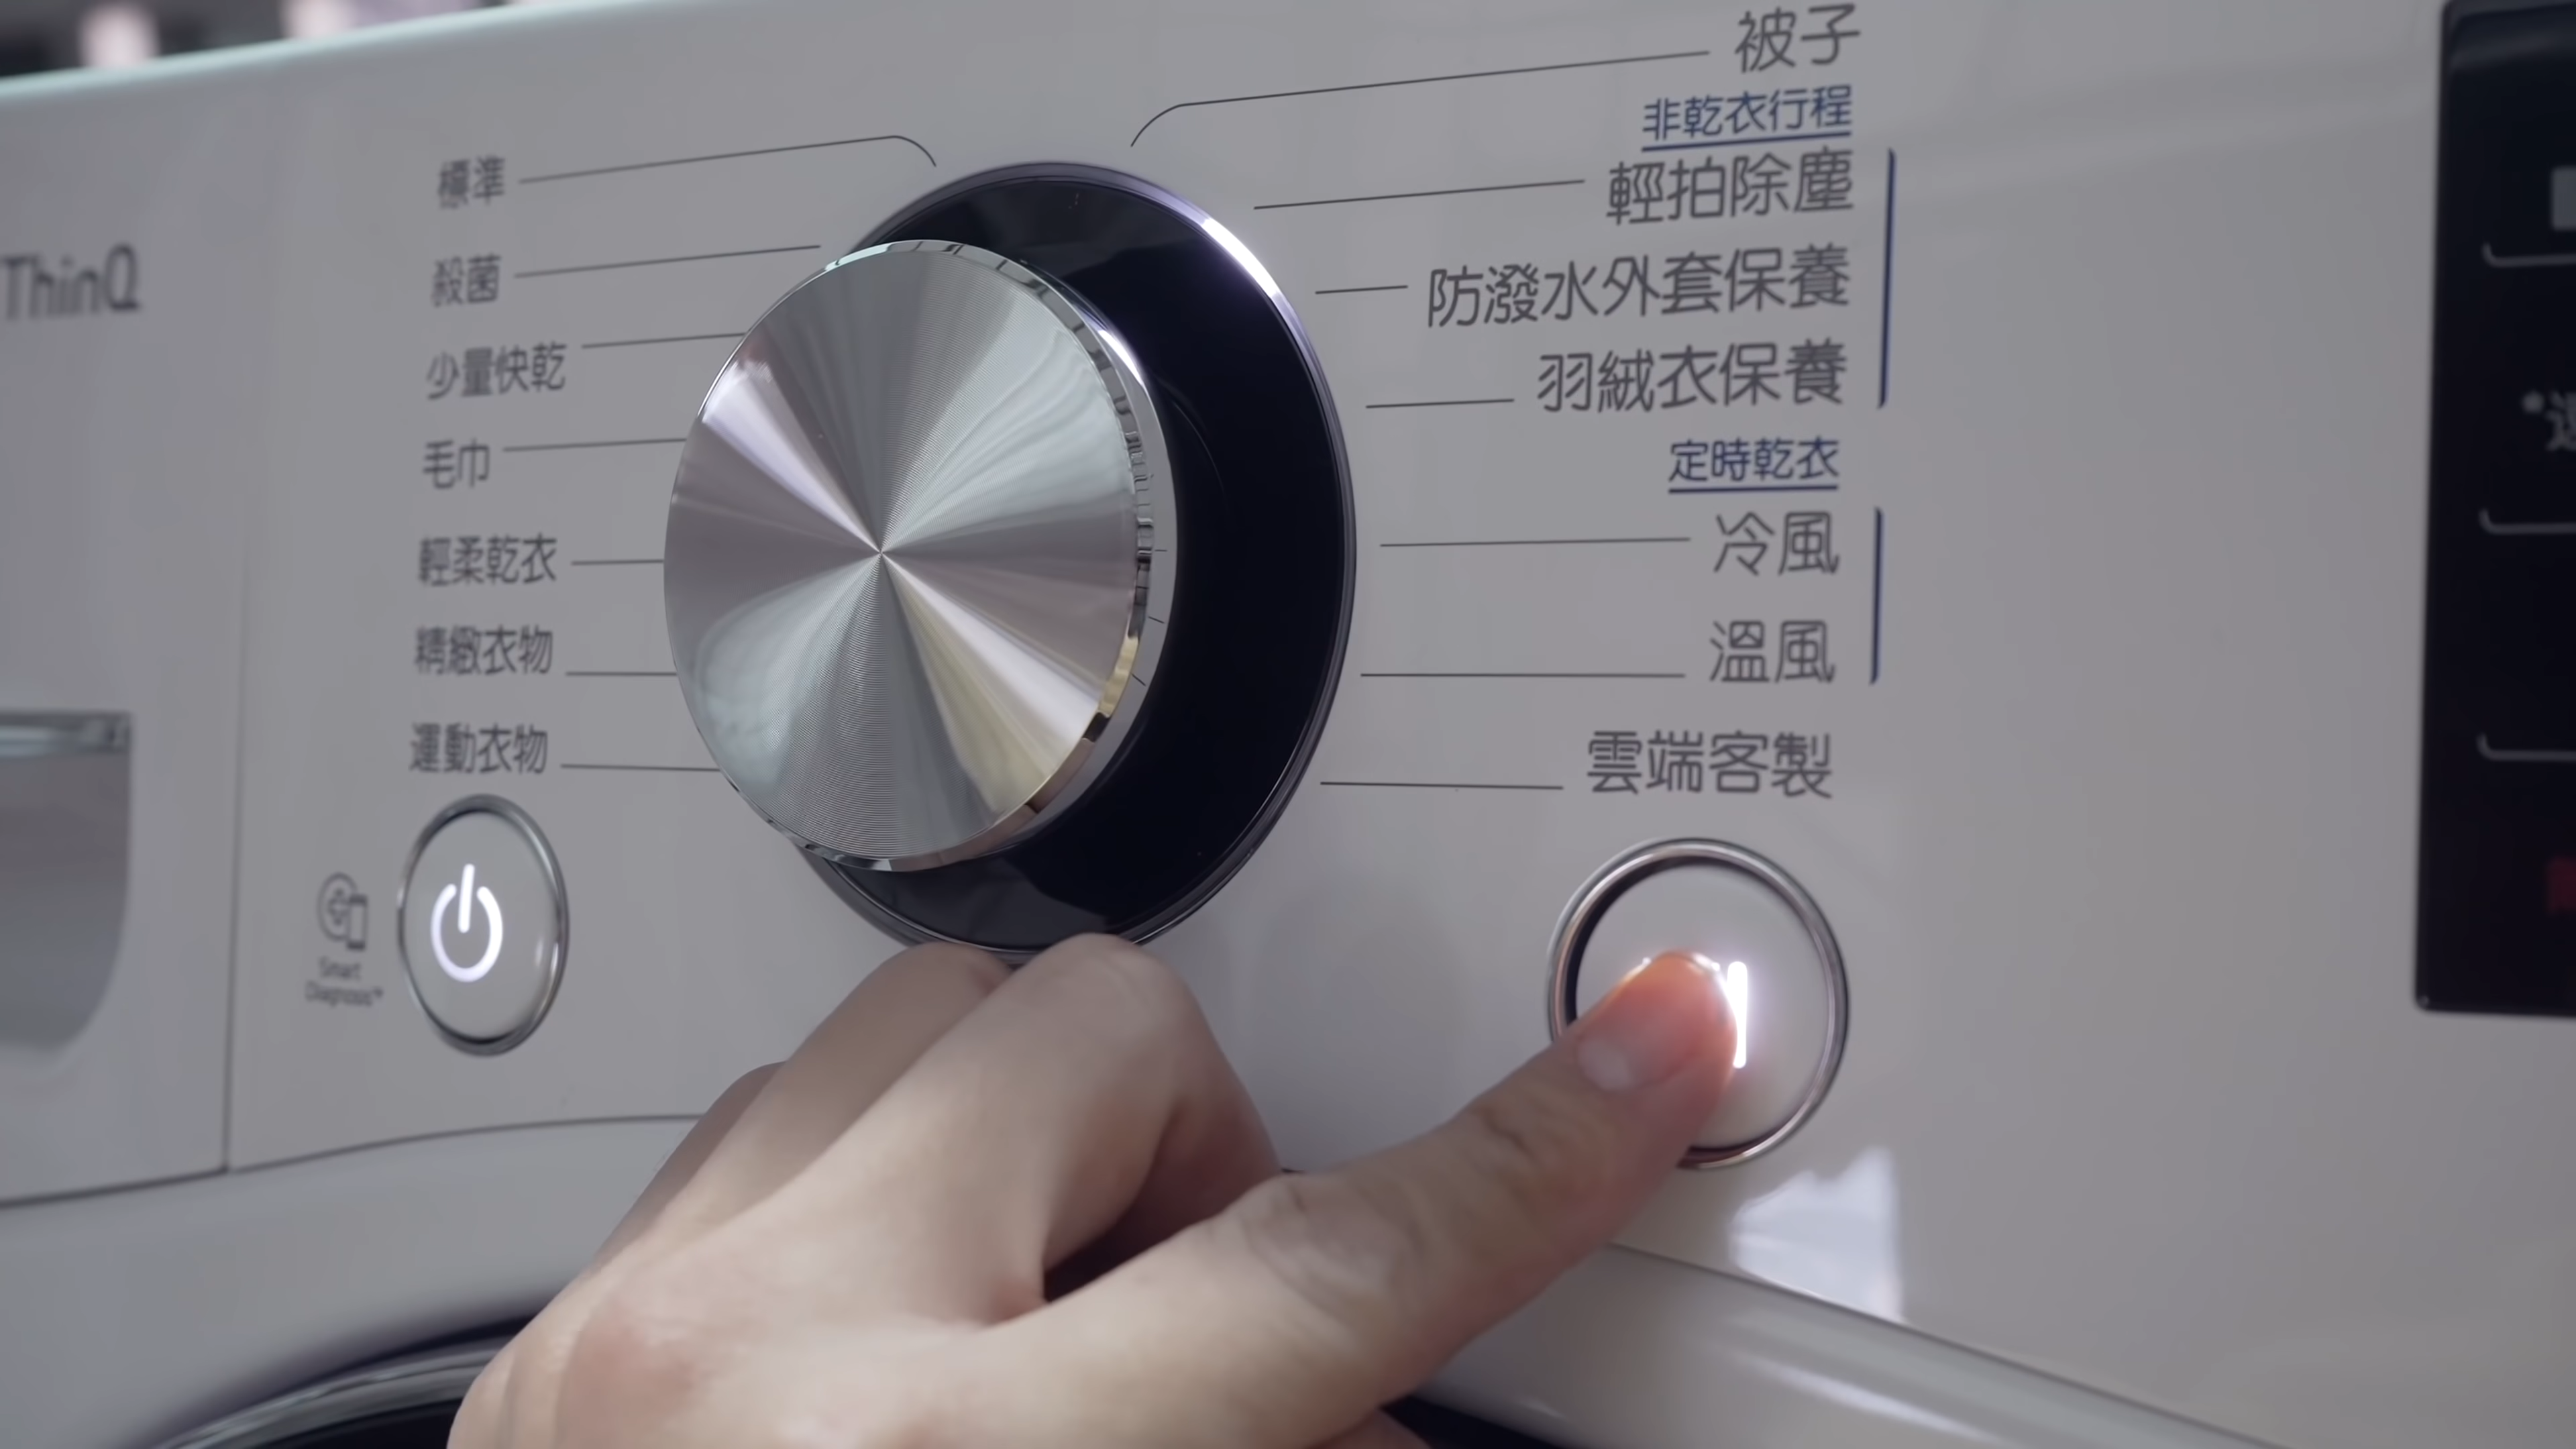 ThinQ
標準
殺菌
少量快乾
毛巾
輕柔乾衣
精緻衣物
運動衣物
Smart
Diagnosis™
被子
非乾衣行程
輕拍除塵
防潑水外套保養
羽絨衣保養
定時乾衣
冷風
溫風
雲端客製